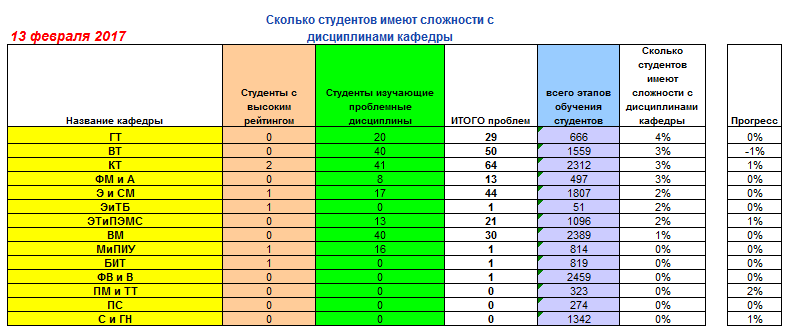 Сколько студентов имеют сложности с
дисциплинами кафедры
13 февраля 2017
Название кафедры
Студенты с
высоким
рейтингом
Студенты изучающие
проблемные
дисциплины
ИТОГО проблем
всего этапов
обучения
студентов
Сколько
студентов
имеют
сложности с
дисциплинами
кафедры
Прогресс
ГТ 0 20 29 666 4% 0%
ВТ 0 40 50 1559 3% -1%
КТ 2 41 64 2312 3% 1%
ФМ и А 0 8 13 497 3% 0%
Э и СМ 1 17 44 1807 2% 0%
ЭиТБ 1 0 1 51 2% 0%
ЭТиПЭМС 0 13 21 1096 2% 1%
ВМ 0 40 30 2389 1% 0%
МиПИУ 1 16 1 814 0% 0%
БИТ 1 0 1 819 0% 0%
ФВ и В 0 0 1 2459 0% 0%
ПМ и ТТ 0 0 0 323 0% 2%
ПС 0 0 0 274 0% 0%
С и ГН 0 0 0 1342 0% 1%